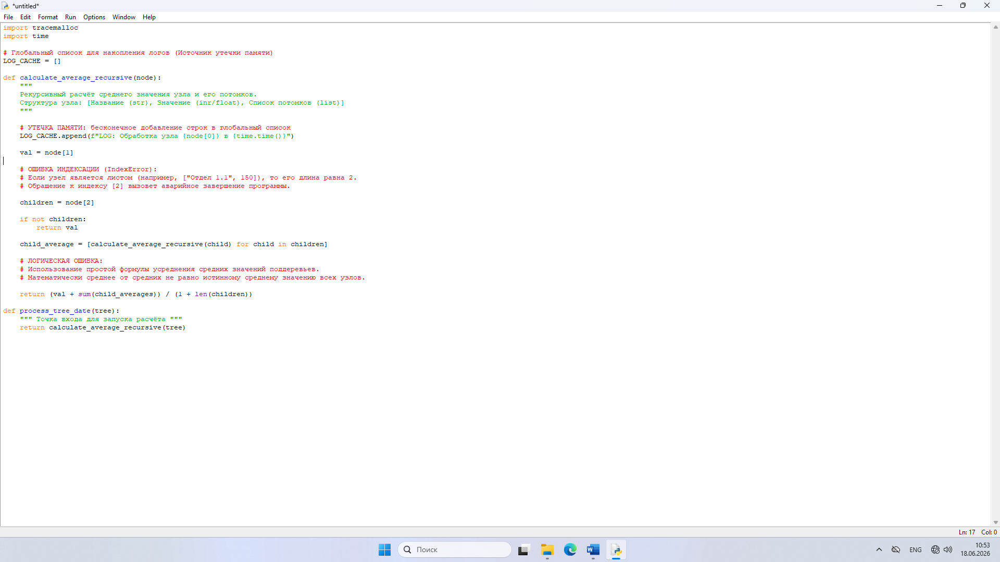 *untitled*
File Edit Format Run Options Window Help
import tracemalloc
import time
# Глобальный список для накопления логов (Источник утечки памяти)
LOG_CACHE = []
def calculate_average_recursive(node):
"""
Рекурсивный расчёт среднего значения узла и его потомков.
Структура узла: [Название (str), Значение (inr/float), Список потомков (list)]
"""
# УТЕЧКА ПАМЯТИ: бесконечное добавление строк в глобальный список
LOG_CACHE.append(f"LOG: Обработка узла {node[0]} в {time.time()}")
val = node[1]
# ОШИБКА ИНДЕКСАЦИИ (IndexError):
# Если узел является листом (например, ["Отдел 1.1", 150]), то его длина равна 2.
# Обращение к индексу [2] вызовет аварийное завершение программы.
children = node[2]
if not children:
return val
child_average = [calculate_average_recursive(child) for child in children]
# ЛОГИЧЕСКАЯ ОШИБКА:
# Использование простой формулы усреднения средних значений поддеревьев.
# Математически среднее от средних не равно истинному среднему значению всех узлов.
return (val + sum(child_averages)) / (1 + len(children))
def process_tree_date(tree):
""" Точка входа для запуска расчёта """
return calculate_average_recursive(tree)
Ln: 17 Col: 0
Поиск
ENG
10:53
18.06.2026